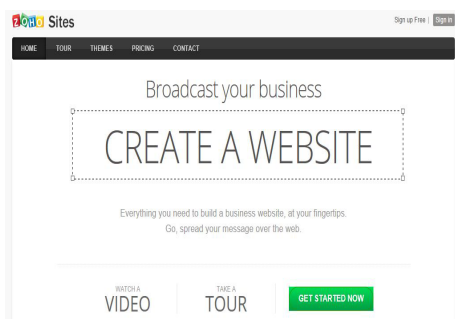 ZOHO Sites
Sign up Free | Sign in
HOME TOUR THEMES PRICING CONTACT
Broadcast your business
CREATE A WEBSITE
Everything you need to build a business website, at your fingertips.
Go, spread your message over the web.
WATCH A VIDEO
TAKE A TOUR
GET STARTED NOW